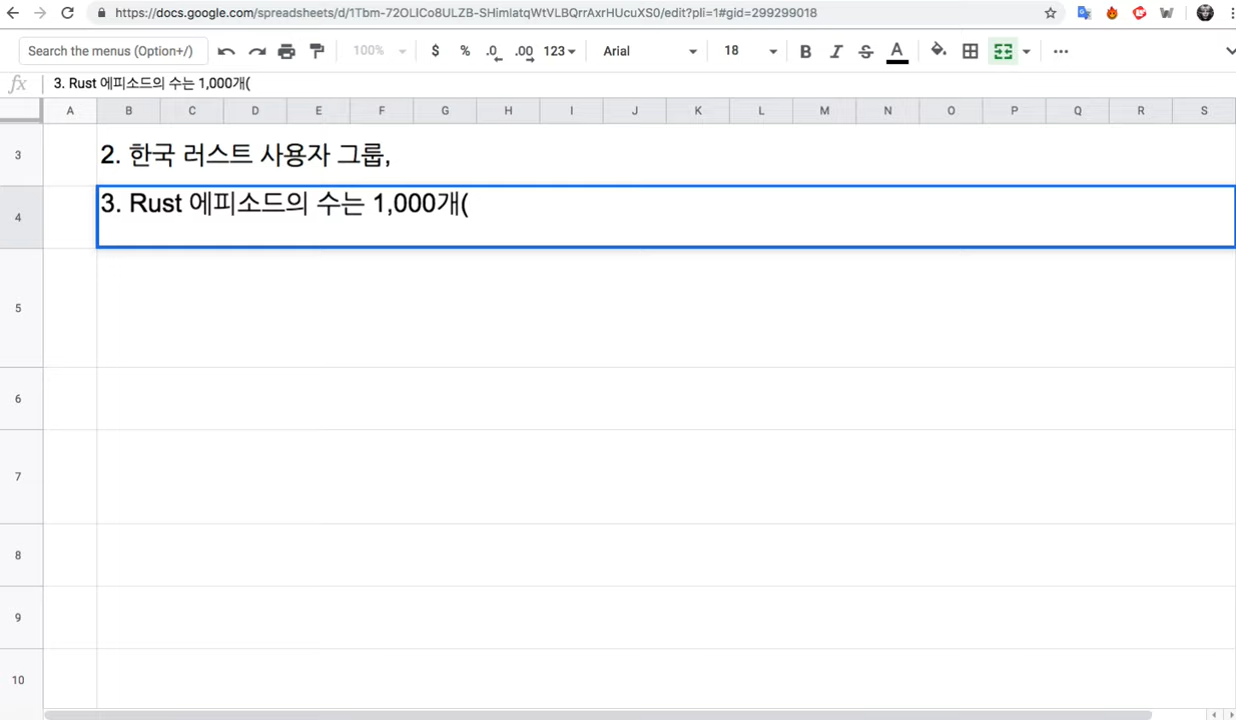 https://docs.google.com/spreadsheets/d/1Tbm-72OLICo8ULZB-SHimlatqWtVLBQrrAxrHUcuXS0/edit?pli=1#gid=299299018
Search the menus (Option+/) 100% $ % .0 .00 123 Arial 18 B I S A
fx 3. Rust 에피소드의 수는 1,000개(
A B C D E F G H I J K L M N O P Q R S
3 2. 한국 러스트 사용자 그룹,
4 3. Rust 에피소드의 수는 1,000개(
5
6
7
8
9
10